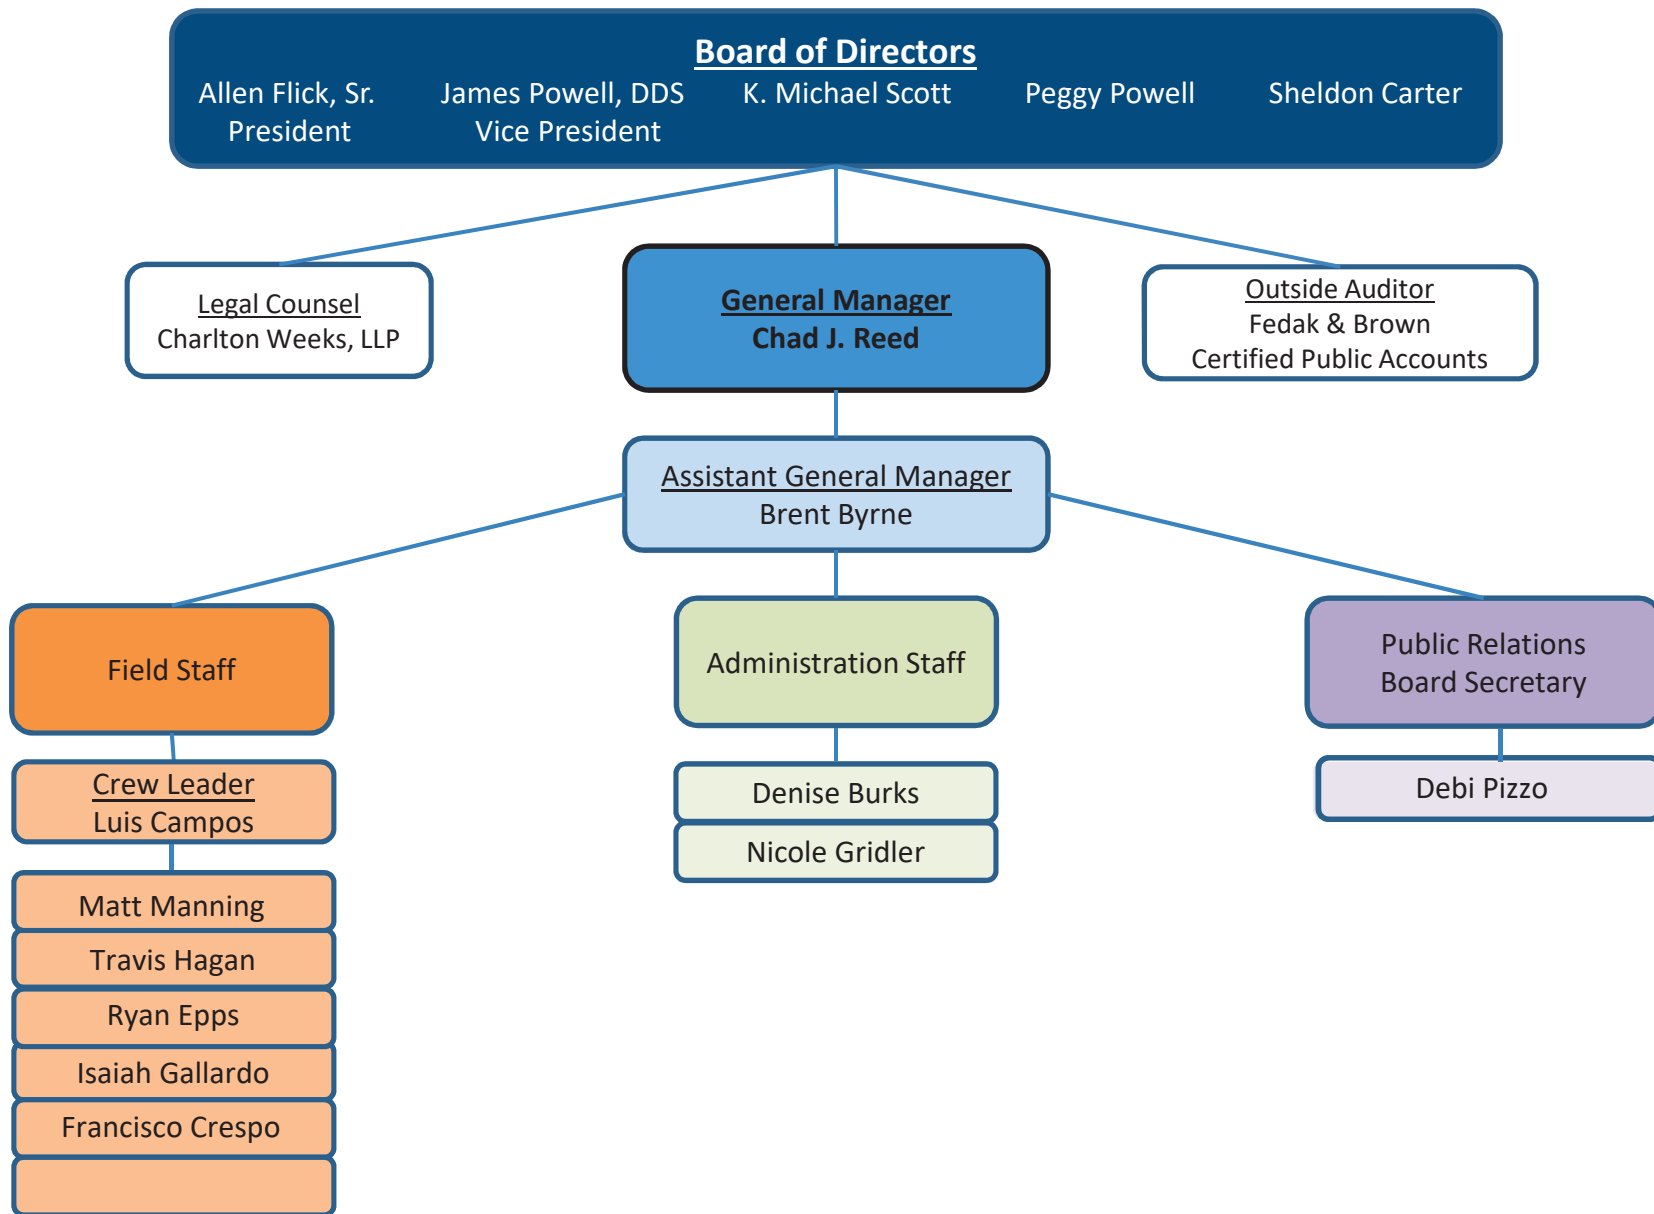 Board of Directors
Allen Flick, Sr. James Powell, DDS K. Michael Scott Peggy Powell Sheldon Carter
President Vice President
Legal Counsel
Charlton Weeks, LLP
General Manager
Chad J. Reed
Outside Auditor
Fedak & Brown
Certified Public Accounts
Assistant General Manager
Brent Byrne
Field Staff
Administration Staff
Public Relations
Board Secretary
Crew Leader
Luis Campos
Denise Burks
Nicole Gridler
Debi Pizzo
Matt Manning
Travis Hagan
Ryan Epps
Isaiah Gallardo
Francisco Crespo